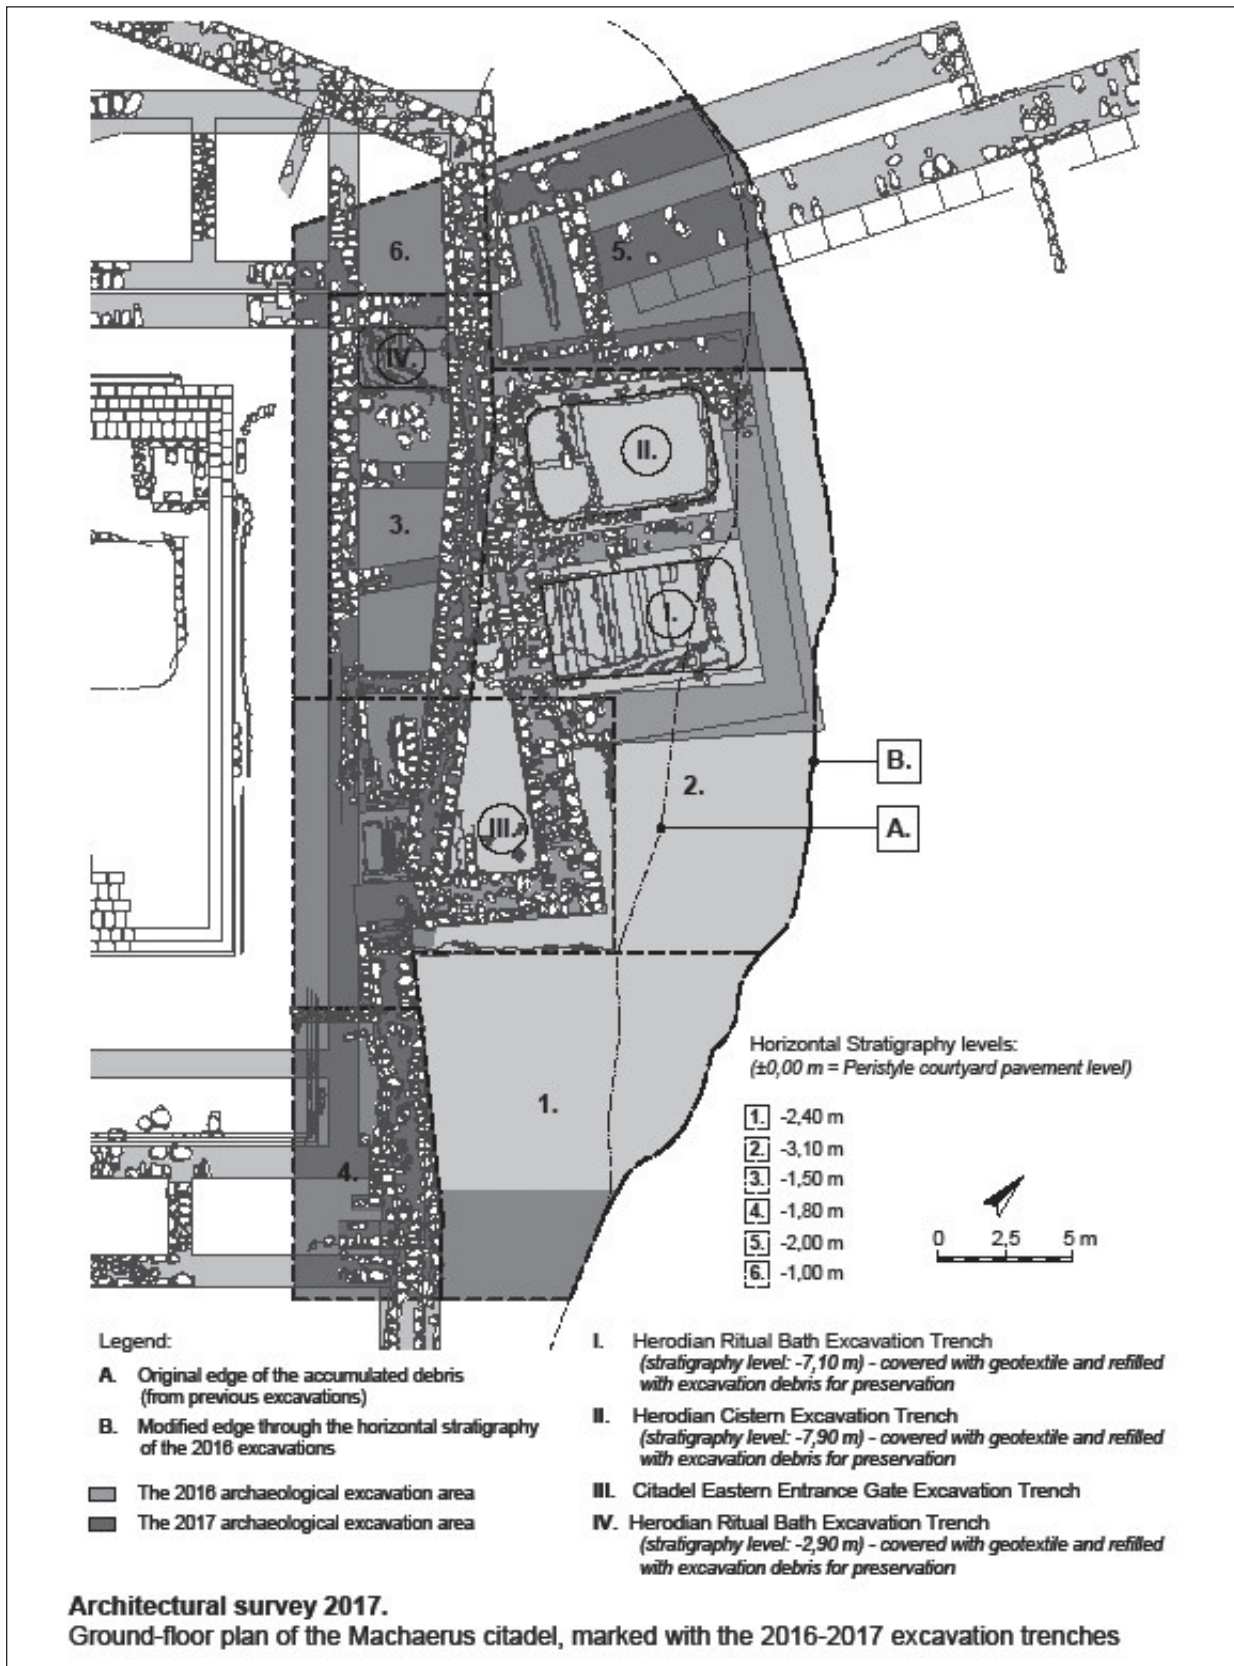 6.
5.
IV.
II.
3.
I.
B.
2.
A.
III.
Horizontal Stratigraphy levels:
(±0,00 m = Peristyle courtyard pavement level)
1.
1. -2,40 m
2. -3,10 m
3. -1,50 m
4. -1,80 m
5. -2,00 m
6. -1,00 m
4.
0 2,5 5 m
Legend:
A. Original edge of the accumulated debris
(from previous excavations)
B. Modified edge through the horizontal stratigraphy
of the 2016 excavations
The 2016 archaeological excavation area
The 2017 archaeological excavation area
I. Herodian Ritual Bath Excavation Trench
(stratigraphy level: -7,10 m) - covered with geotextile and refilled
with excavation debris for preservation
II. Herodian Cistern Excavation Trench
(stratigraphy level: -7,90 m) - covered with geotextile and refilled
with excavation debris for preservation
III. Citadel Eastern Entrance Gate Excavation Trench
IV. Herodian Ritual Bath Excavation Trench
(stratigraphy level: -2,90 m) - covered with geotextile and refilled
with excavation debris for preservation
Architectural survey 2017.
Ground-floor plan of the Machaerus citadel, marked with the 2016-2017 excavation trenches